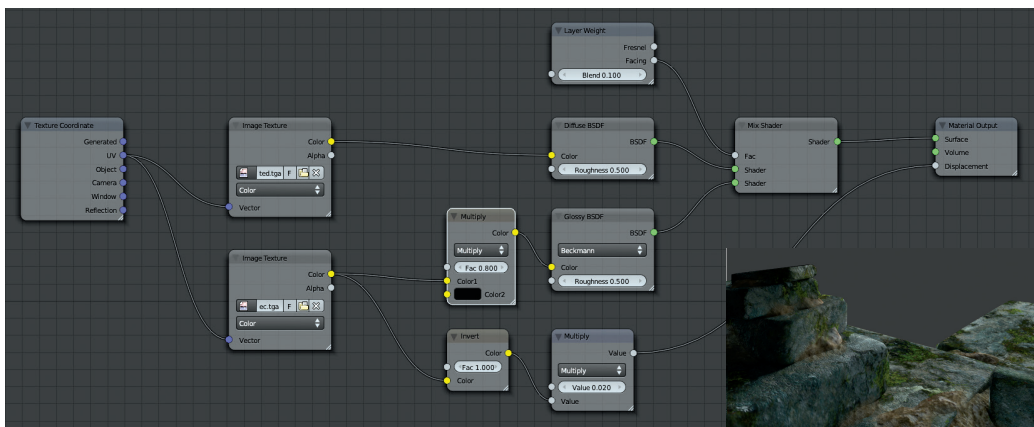 Layer Weight
Fresnel
Facing
Blend 0.100
Texture Coordinate
Generated
UV
Object
Camera
Window
Reflection
Image Texture
Color
Alpha
ted.tga F
Color
Vector
Image Texture
Color
Alpha
ec.tga F
Color
Vector
Multiply
Color
Multiply
Fac 0.800
Color1
Color2
Invert
Color
Fac 1.000
Color
Diffuse BSDF
BSDF
Color
Roughness 0.500
Glossy BSDF
BSDF
Beckmann
Color
Roughness 0.500
Multiply
Value
Multiply
Value 0.020
Value
Mix Shader
Shader
Fac
Shader
Shader
Material Output
Surface
Volume
Displacement